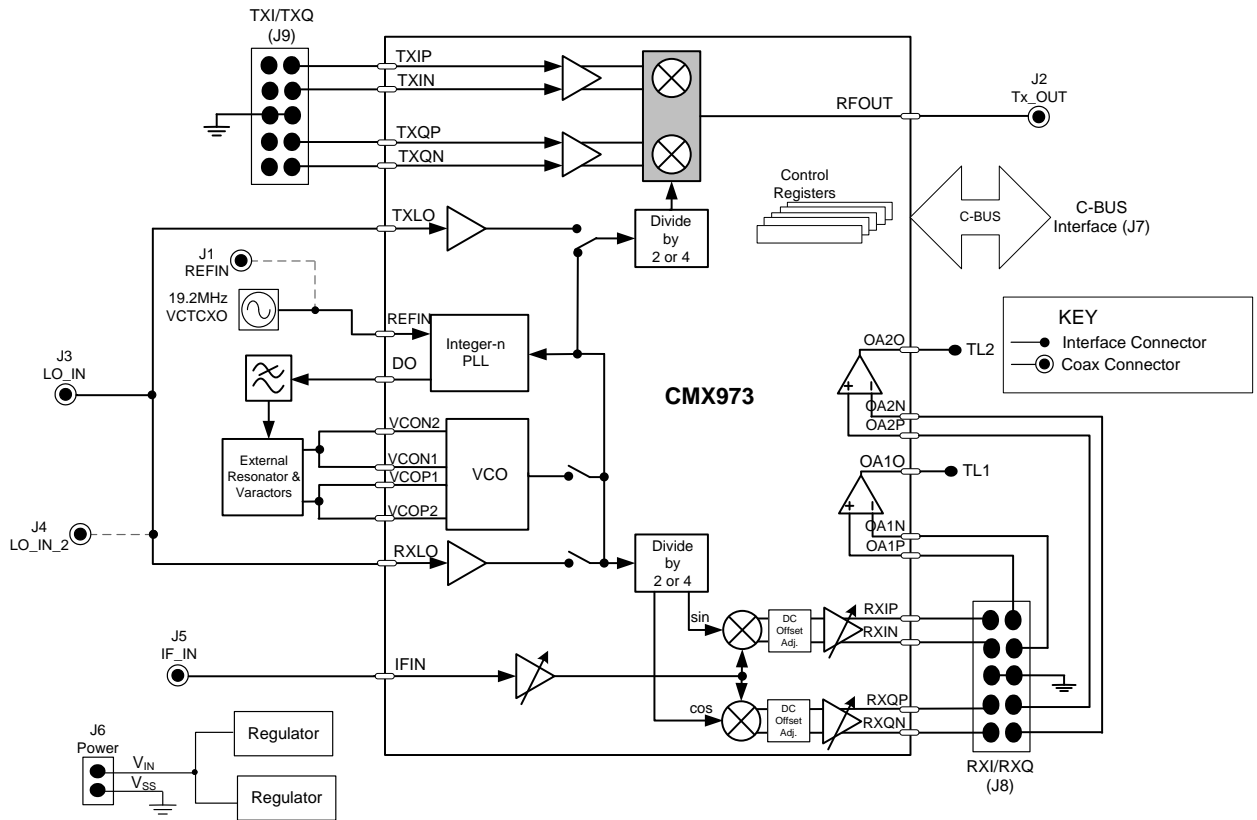 TXI/TXQ
(J9)
TXIP
TXIN
TXQP
TXQN
RFOUT
J2
Tx_OUT
Control
Registers
C-BUS
C-BUS
Interface (J7)
TXLO
Divide
by
2 or 4
J1
REFIN
19.2MHz
VCTCXO
REFIN
Integer-n
PLL
DO
KEY
Interface Connector
Coax Connector
J3
LO_IN
CMX973
OA2O
TL2
OA2N
OA2P
External
Resonator &
Varactors
VCON2
VCON1
VCOP1
VCOP2
VCO
OA1O
TL1
OA1N
OA1P
J4
LO_IN_2
RXLO
Divide
by
2 or 4
sin
DC
Offset
Adj.
RXIP
RXIN
J5
IF_IN
IFIN
cos
DC
Offset
Adj.
RXQP
RXQN
RXI/RXQ
(J8)
J6
Power
VIN
VSS
Regulator
Regulator